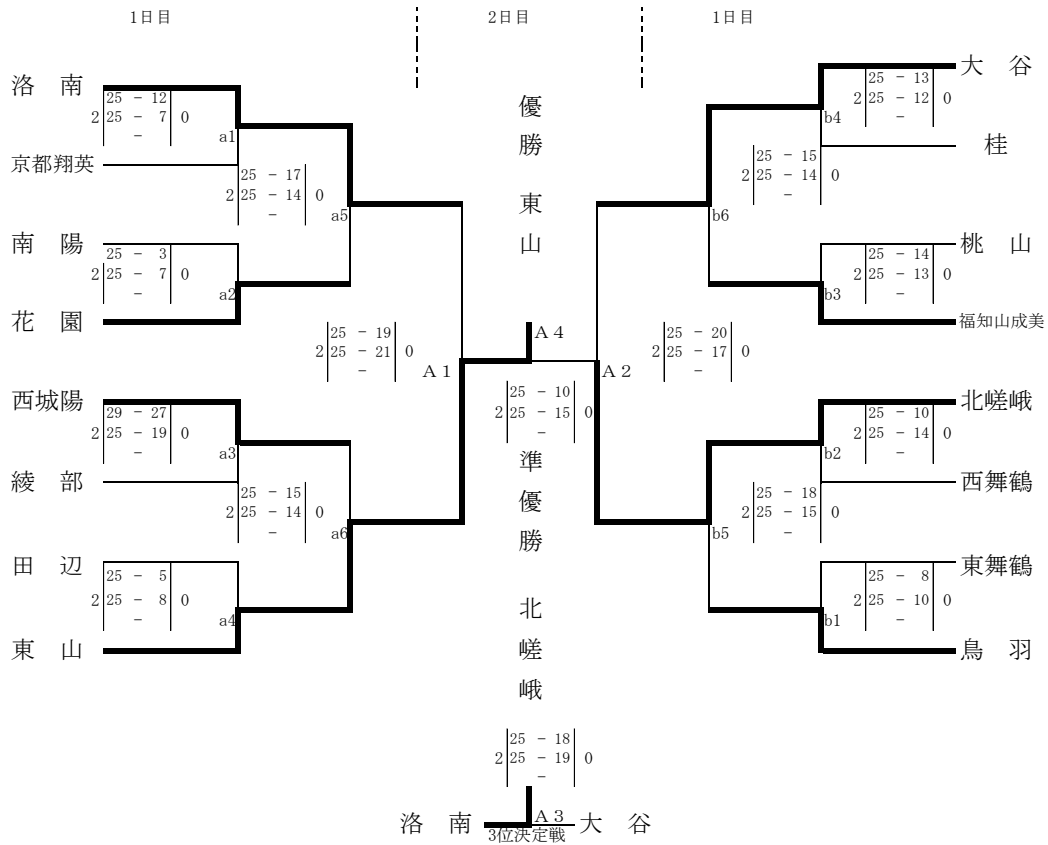 1日目
2日目
1日目
洛　南
25 − 12
2 25 − 7 0
−
a1
京都翔英
25 − 17
2 25 − 14 0
−
a5
南　陽
25 − 3
2 25 − 7 0
−
a2
花　園
25 − 19
2 25 − 21 0
−
A1
西城陽
29 − 27
2 25 − 19 0
−
a3
綾　部
25 − 15
2 25 − 14 0
−
a6
田　辺
25 − 5
2 25 − 8 0
−
a4
東　山
優勝　東山
A4
25 − 10
2 25 − 15 0
−
準優勝　北嵯峨
大　谷
25 − 13
2 25 − 12 0
−
b4
桂
25 − 15
2 25 − 14 0
−
b6
桃　山
25 − 14
2 25 − 13 0
−
b3
福知山成美
25 − 20
2 25 − 17 0
−
A2
北嵯峨
25 − 10
2 25 − 14 0
−
b2
西舞鶴
25 − 18
2 25 − 15 0
−
b5
東舞鶴
25 − 8
2 25 − 10 0
−
b1
鳥　羽
25 − 18
2 25 − 19 0
−
洛　南 A3 大　谷
3位決定戦